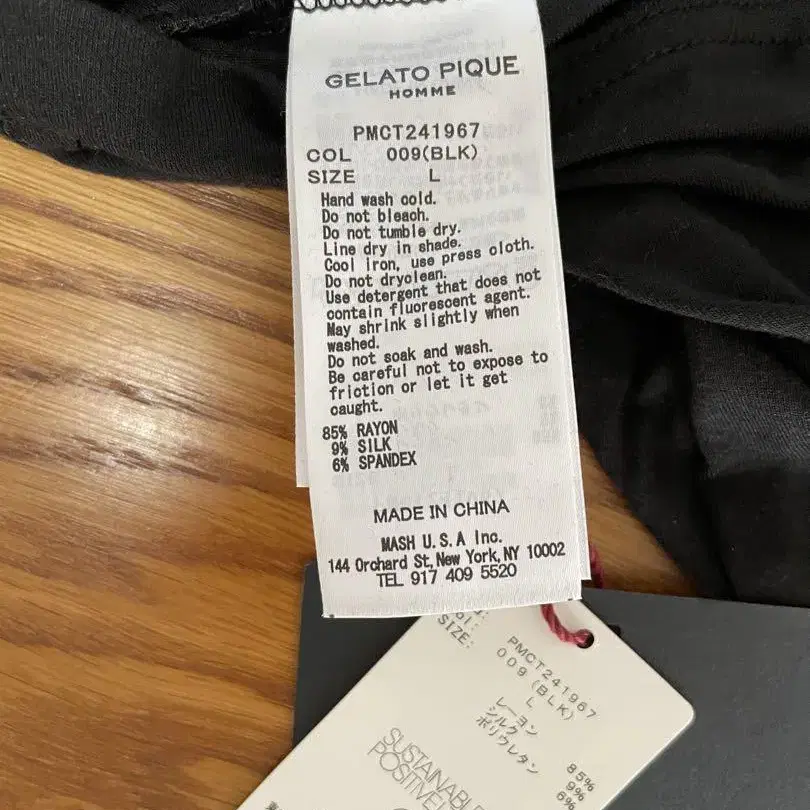 GELATO PIQUE
HOMME
PMCT241967
COL 009(BLK)
SIZE L
Hand wash cold.
Do not bleach.
Do not tumble dry.
Line dry in shade.
Cool iron, use press cloth.
Do not dryclean.
Use detergent that does not
contain fluorescent agent.
May shrink slightly when
washed.
Do not soak and wash.
Be careful not to expose to
friction or let it get
caught.
85% RAYON
9% SILK
6% SPANDEX
MADE IN CHINA
MASH U.S.A Inc.
144 Orchard St, New York, NY 10002
TEL 917 409 5520
SIZE:
PMCT241967
009 (BLK)
L
レーヨン 85%
シルク 9%
ポリウレタン 6%
SUSTAINABLE